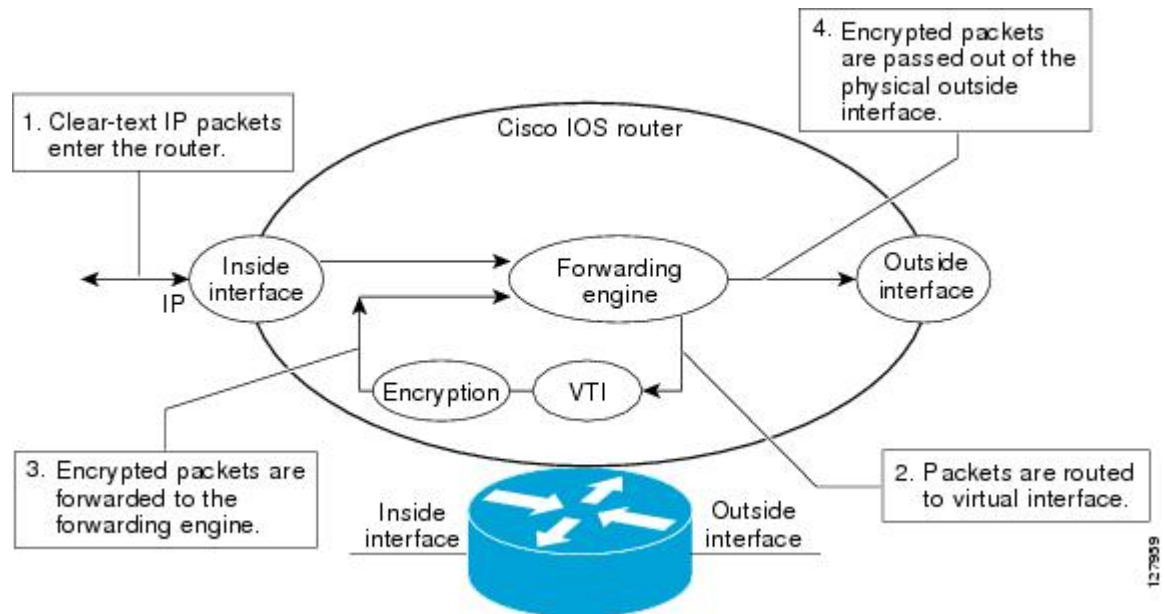 4. Encrypted packets
are passed out of the
physical outside
interface.
1. Clear-text IP packets
enter the router.
Cisco IOS router
Inside
interface
IP
Forwarding
engine
Outside
interface
Encryption
VTI
3. Encrypted packets are
forwarded to the
forwarding engine.
2. Packets are routed
to virtual interface.
Inside
interface
Outside
interface
127959